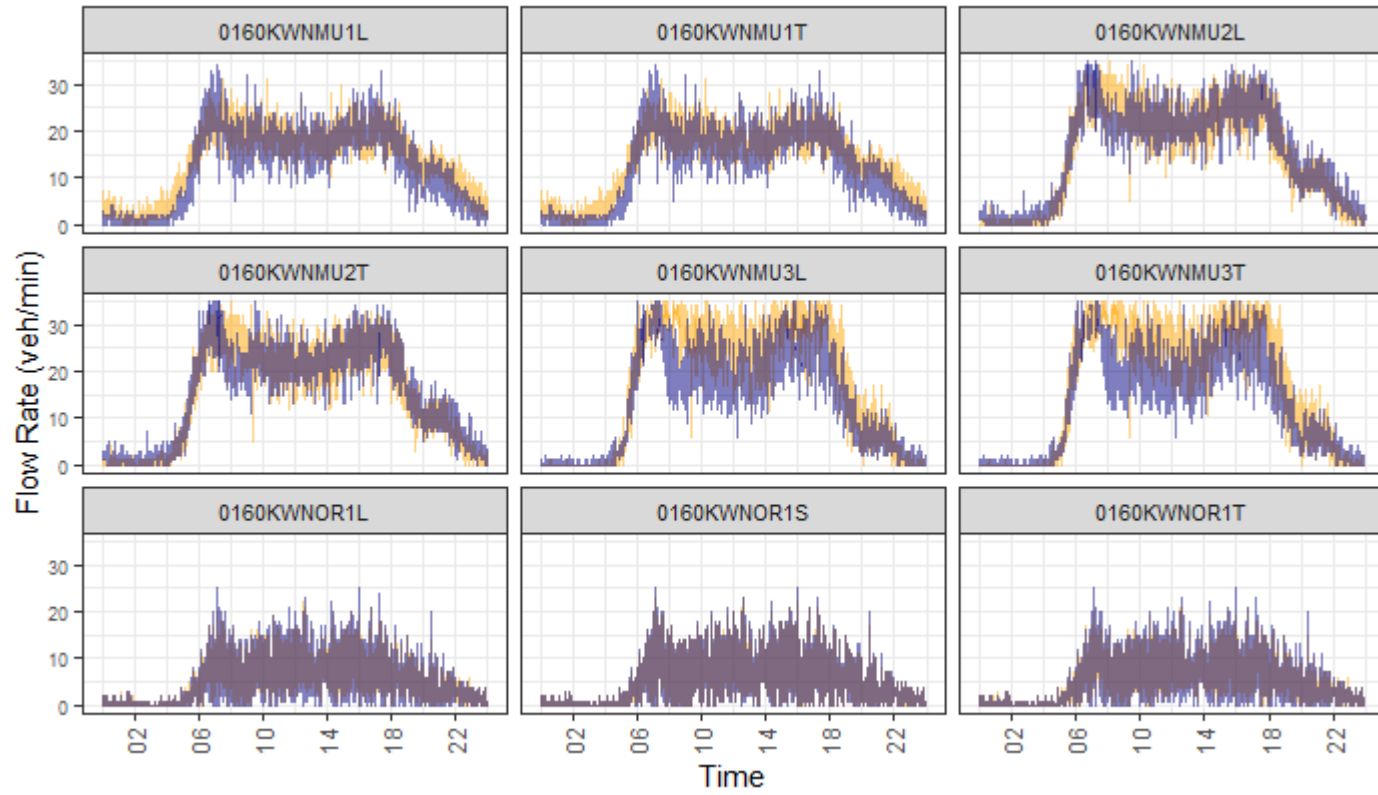 0160KWNMU1L 0160KWNMU1T 0160KWNMU2L
30
20
10
0
0160KWNMU2T 0160KWNMU3L 0160KWNMU3T
30
20
10
0
0160KWNOR1L 0160KWNOR1S 0160KWNOR1T
30
20
10
0
Flow Rate (veh/min)
02 06 10 14 18 22 02 06 10 14 18 22 02 06 10 14 18 22
Time